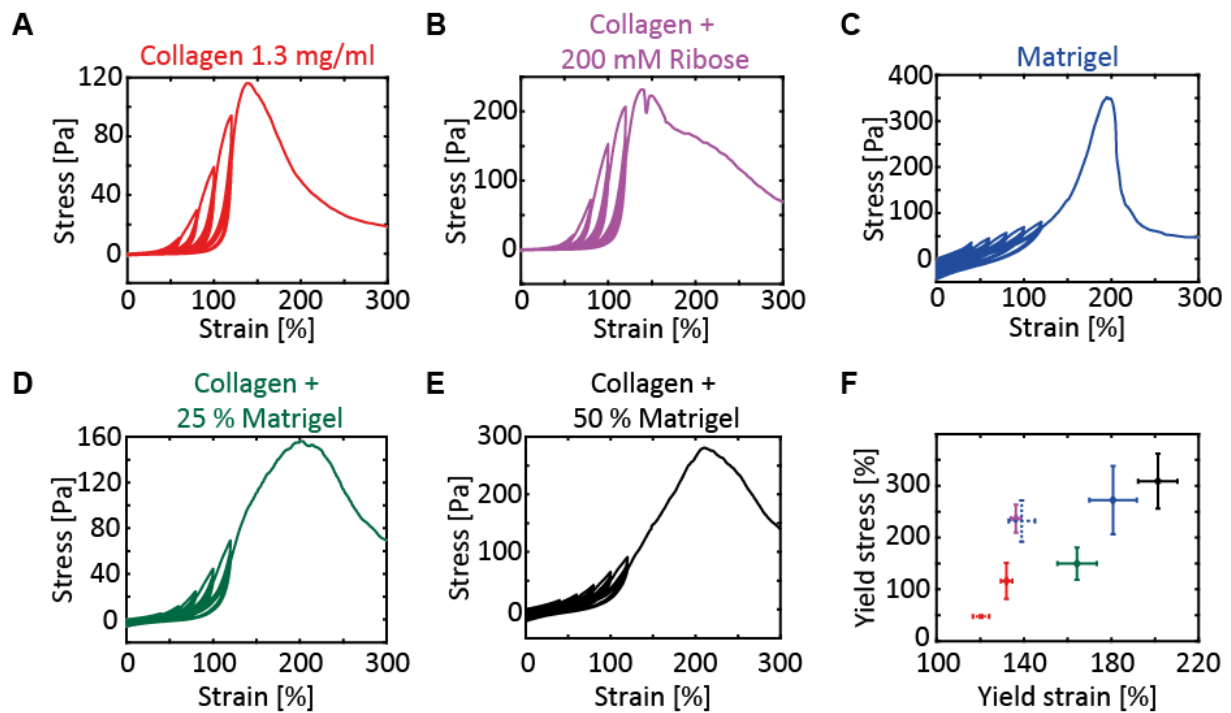 A
Collagen 1.3 mg/ml
120
80
40
0
Stress [Pa]
0 100 200 300
Strain [%]
B
Collagen +
200 mM Ribose
200
100
0
Stress [Pa]
0 100 200 300
Strain [%]
C
Matrigel
400
300
200
100
0
Stress [Pa]
0 100 200 300
Strain [%]
D
Collagen +
25 % Matrigel
160
120
80
40
0
Stress [Pa]
0 100 200 300
Strain [%]
E
Collagen +
50 % Matrigel
300
200
100
0
Stress [Pa]
0 100 200 300
Strain [%]
F
300
200
100
0
Yield stress [%]
100 140 180 220
Yield strain [%]